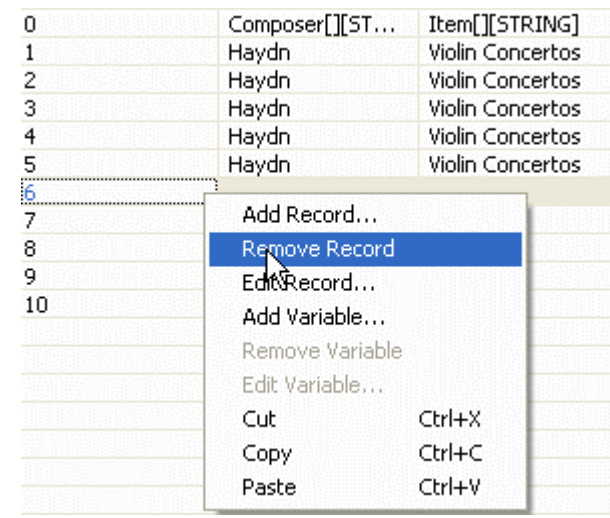 0 Composer[][ST... Item[][STRING]
1 Haydn Violin Concertos
2 Haydn Violin Concertos
3 Haydn Violin Concertos
4 Haydn Violin Concertos
5 Haydn Violin Concertos
6
7 Add Record...
8 Remove Record
9 Edit Record...
10 Add Variable...
Remove Variable
Edit Variable...
Cut Ctrl+X
Copy Ctrl+C
Paste Ctrl+V